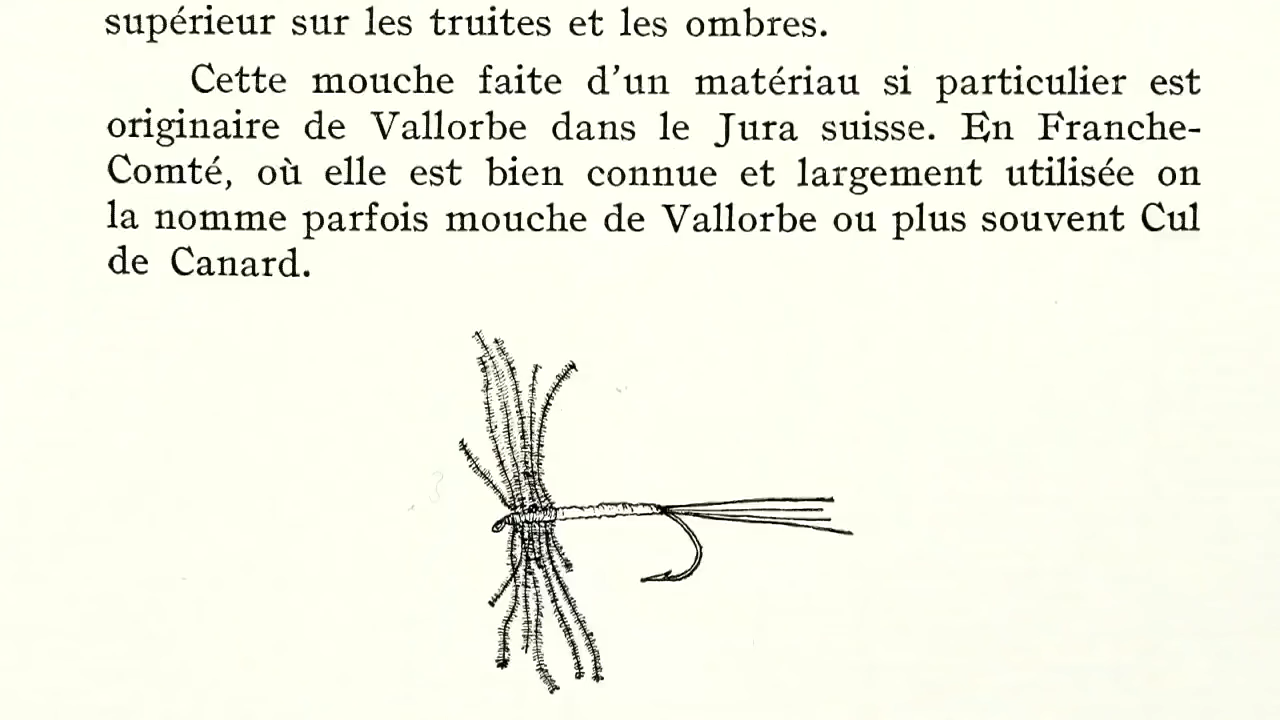 supérieur sur les truites et les ombres.
Cette mouche faite d'un matériau si particulier est
originaire de Vallorbe dans le Jura suisse. En Franche-
Comté, où elle est bien connue et largement utilisée on
la nomme parfois mouche de Vallorbe ou plus souvent Cul
de Canard.